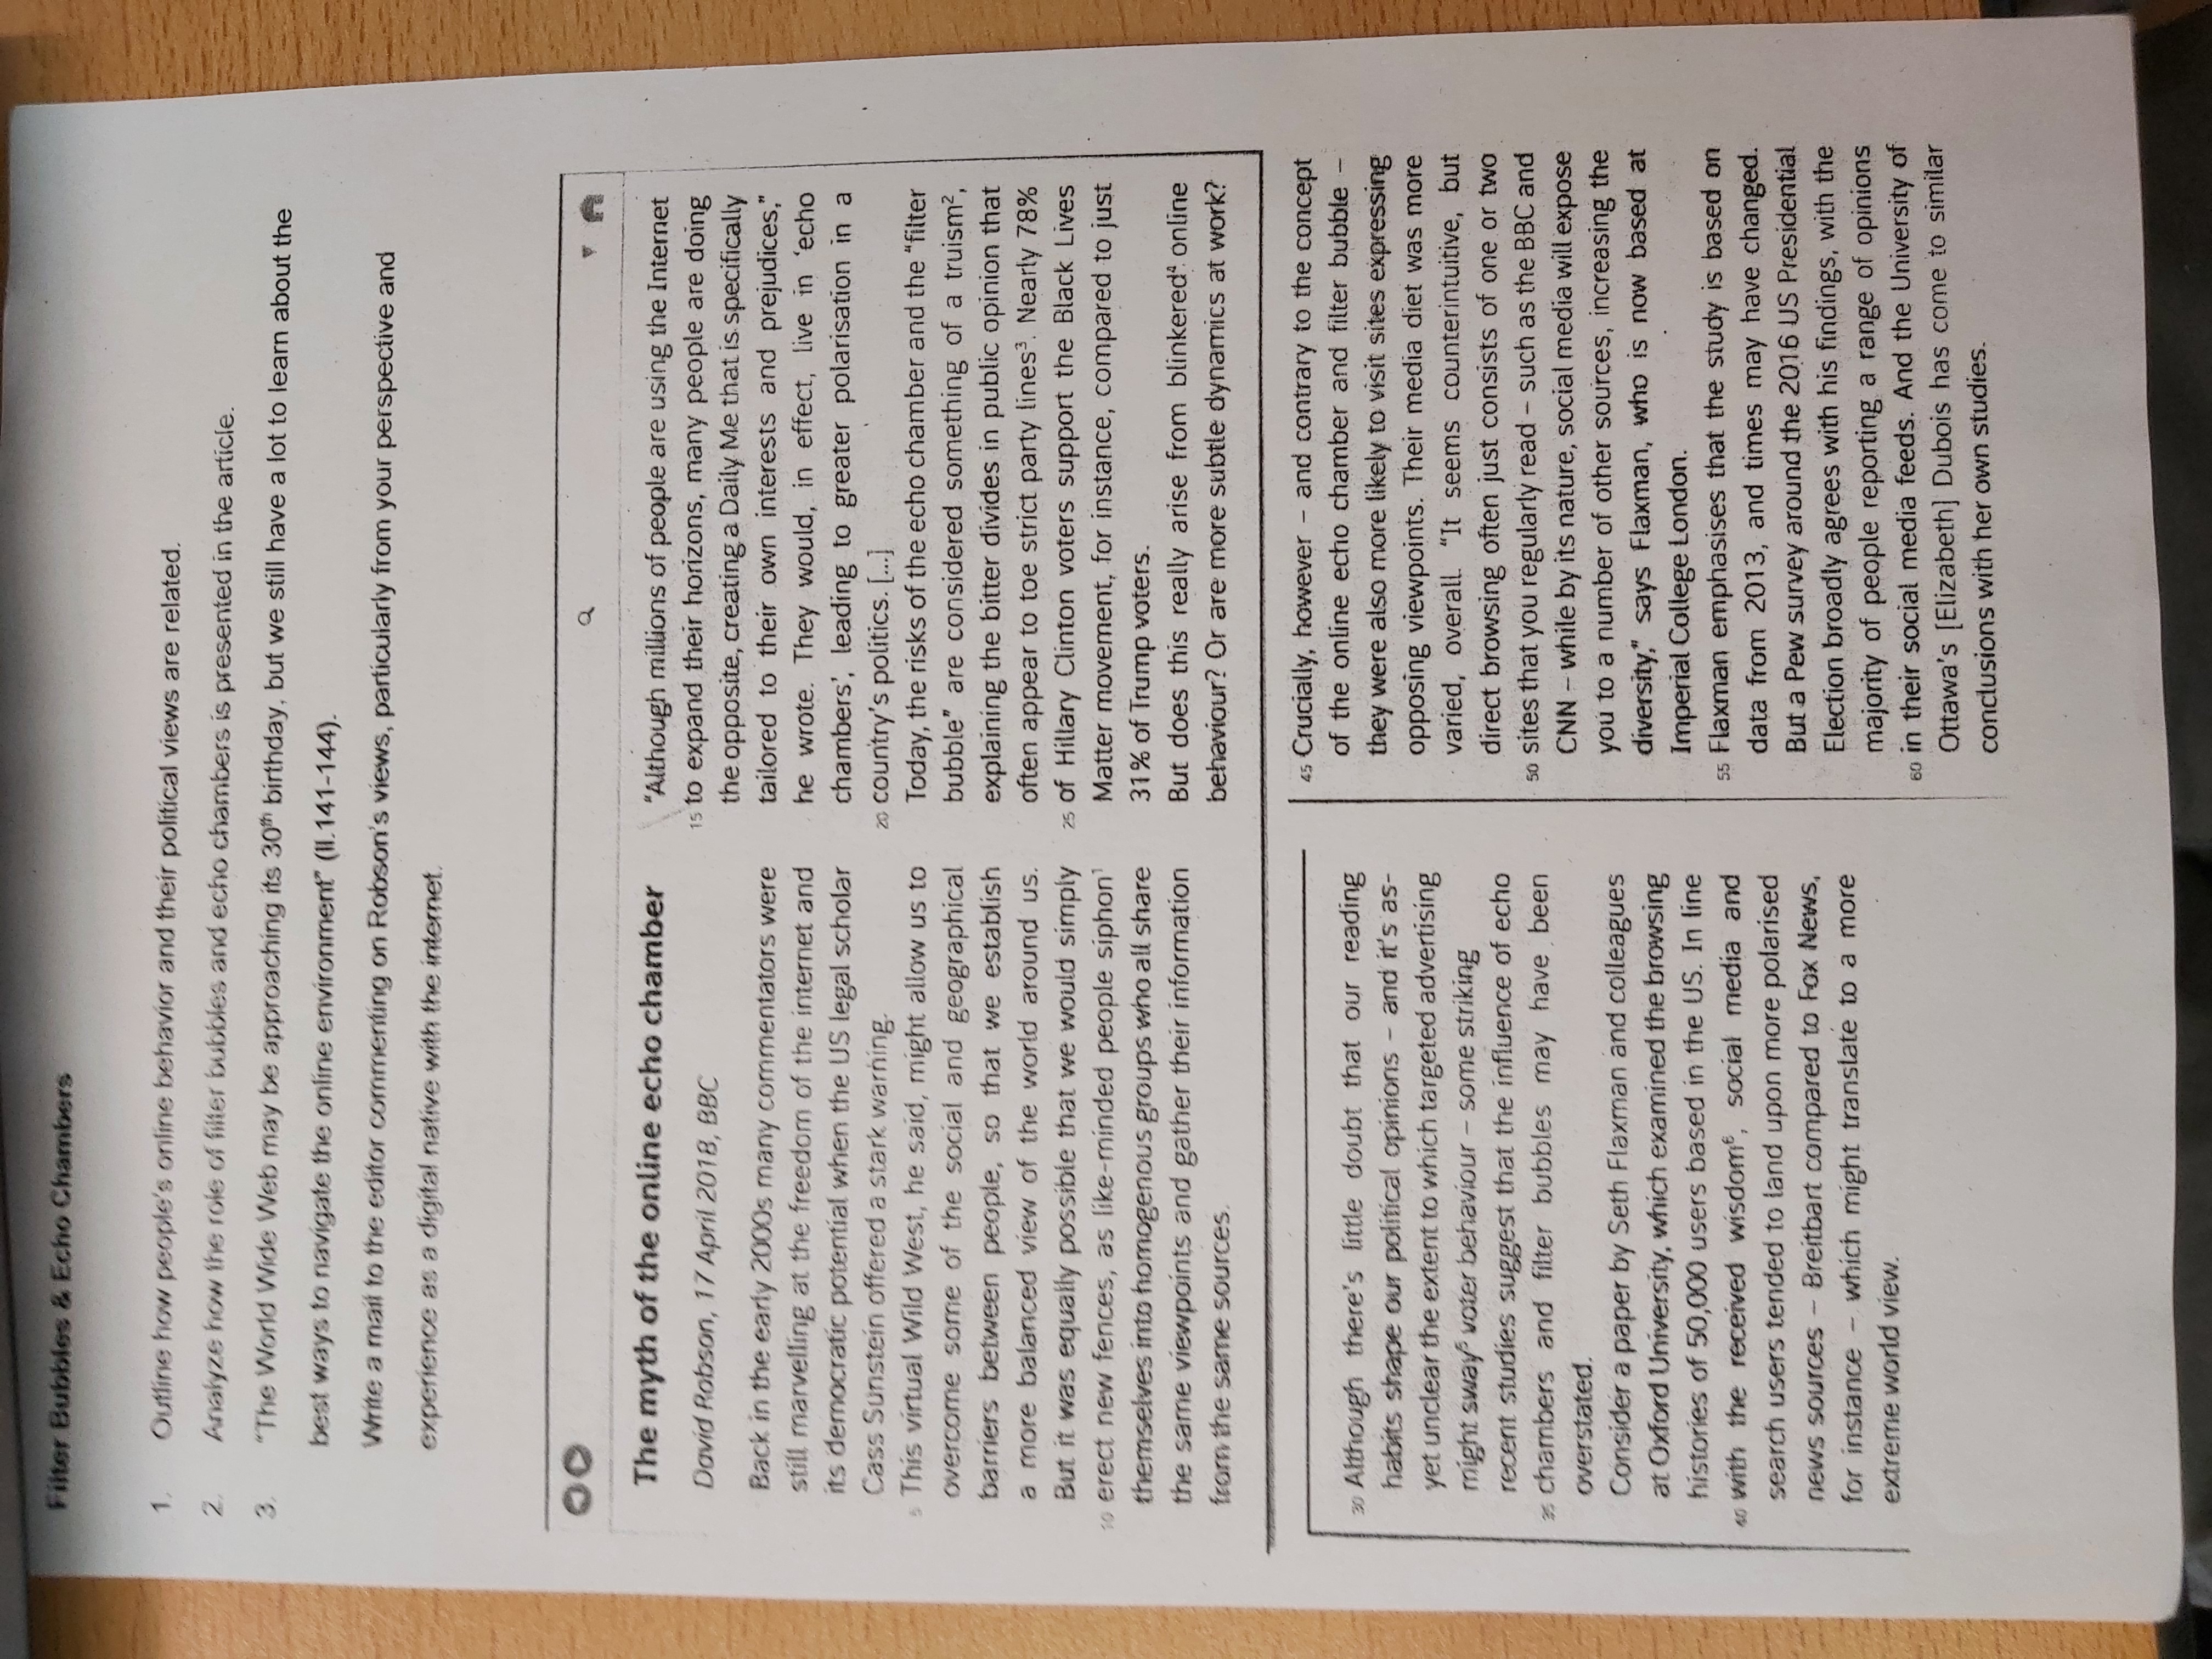 Filter Bubbles & Echo Chambers
1. Outline how people's online behavior and their political views are related.
2. Analyze how the role of filter bubbles and echo chambers is presented in the article.
3. "The World Wide Web may be approaching its 30th birthday, but we still have a lot to learn about the
best ways to navigate the online environment" (ll.141-144).
Write a mail to the editor commenting on Robson's views, particularly from your perspective and
experience as a digital native with the internet.
The myth of the online echo chamber
David Robson, 17 April 2018, BBC
Back in the early 2000s many commentators were
still marvelling at the freedom of the internet and
its democratic potential when the US legal scholar
Cass Sunstein offered a stark warning.
5 This virtual Wild West, he said, might allow us to
overcome some of the social and geographical
barriers between people, so that we establish
a more balanced view of the world around us.
But it was equally possible that we would simply
10 erect new fences, as like-minded people siphon¹
themselves into homogenous groups who all share
the same viewpoints and gather their information
from the same sources.
"Although millions of people are using the Internet
15 to expand their horizons, many people are doing
the opposite, creating a Daily Me that is specifically
tailored to their own interests and prejudices,"
he wrote. They would, in effect, live in 'echo
chambers', leading to greater polarisation in a
20 country's politics. [...]
Today, the risks of the echo chamber and the "filter
bubble" are considered something of a truism²,
explaining the bitter divides in public opinion that
often appear to toe strict party lines³. Nearly 78%
25 of Hillary Clinton voters support the Black Lives
Matter movement, for instance, compared to just
31% of Trump voters.
But does this really arise from blinkered⁴ online
behaviour? Or are more subtle dynamics at work?
30 Although there's little doubt that our reading
habits shape our political opinions – and it's as-
yet unclear the extent to which targeted advertising
might sway⁵ voter behaviour – some striking
recent studies suggest that the influence of echo
35 chambers and filter bubbles may have been
overstated.
Consider a paper by Seth Flaxman and colleagues
at Oxford University, which examined the browsing
histories of 50,000 users based in the US. In line
40 with the received wisdom⁶, social media and
search users tended to land upon more polarised
news sources – Breitbart compared to Fox News,
for instance – which might translate to a more
extreme world view.
45 Crucially, however – and contrary to the concept
of the online echo chamber and filter bubble –
they were also more likely to visit sites expressing
opposing viewpoints. Their media diet was more
varied, overall. "It seems counterintuitive, but
direct browsing often just consists of one or two
50 sites that you regularly read – such as the BBC and
CNN – while by its nature, social media will expose
you to a number of other sources, increasing the
diversity," says Flaxman, who is now based at
Imperial College London.
55 Flaxman emphasises that the study is based on
data from 2013, and times may have changed.
But a Pew survey around the 2016 US Presidential
Election broadly agrees with his findings, with the
majority of people reporting a range of opinions
60 in their social media feeds. And the University of
Ottawa's [Elizabeth] Dubois has come to similar
conclusions with her own studies.